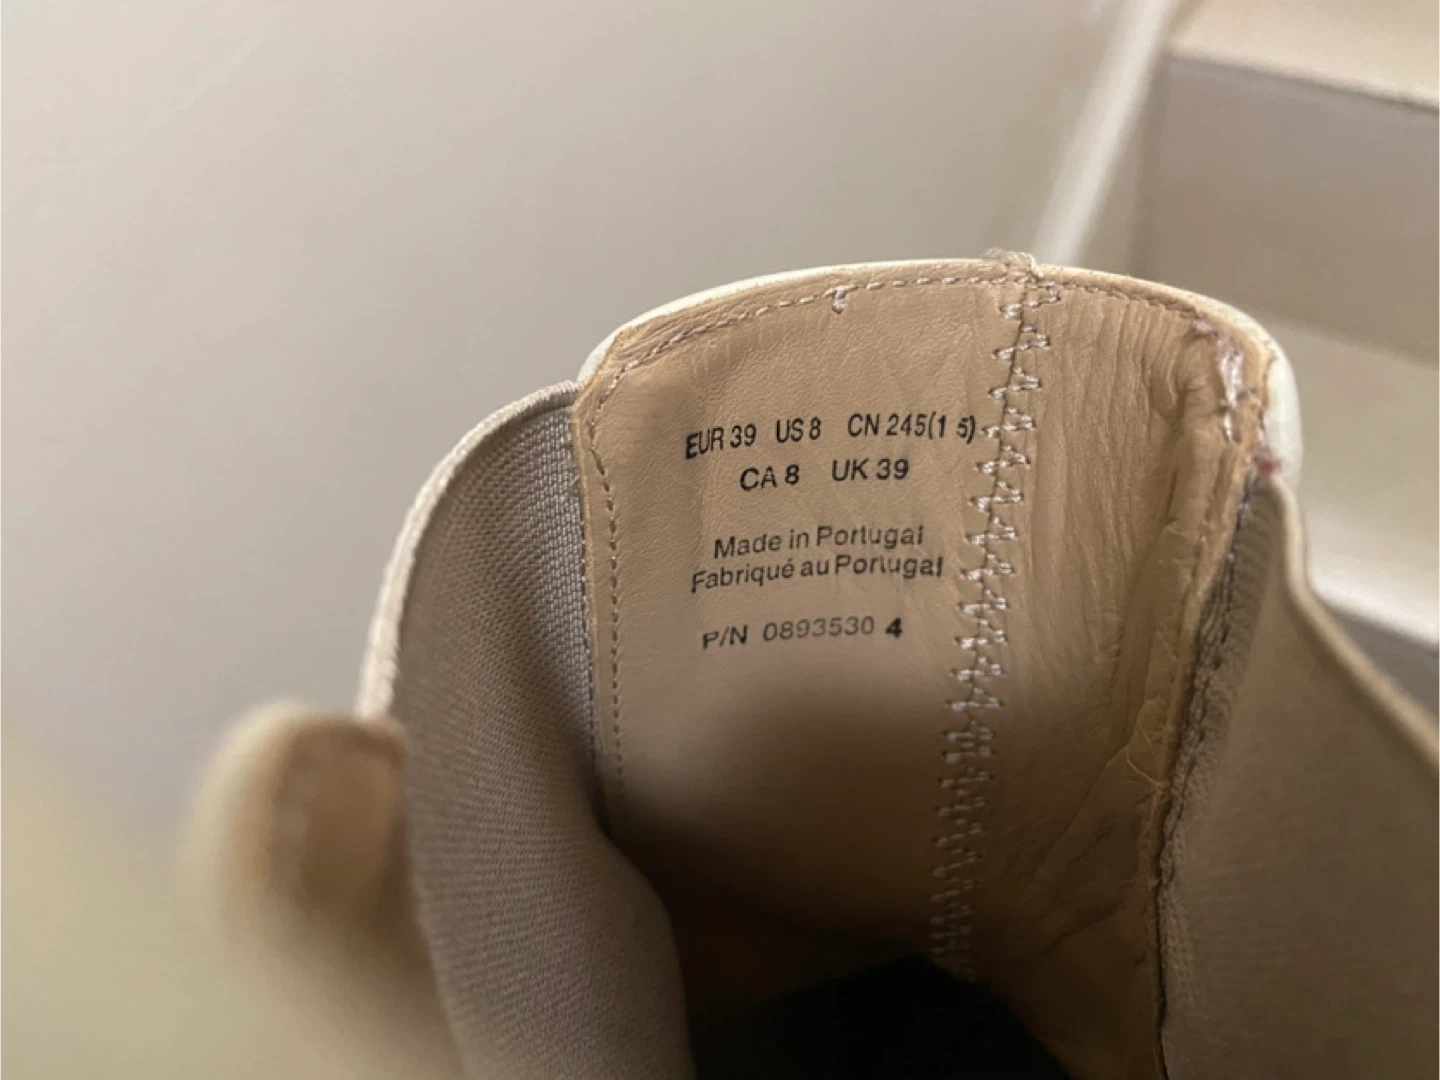 EUR 39 US 8 CN 245(1 5)
CA 8 UK 39
Made in Portugal
Fabriqué au Portugal
P/N 0893530 4